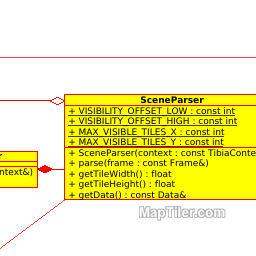 SceneParser
+ VISIBILITY_OFFSET_LOW : const int
+ VISIBILITY_OFFSET_HIGH : const int
+ MAX_VISIBLE_TILES_X : const int
+ MAX_VISIBLE_TILES_Y : const int
+ SceneParser(context : const TibiaConte
r
+ parse(frame : const Frame&)
ntext&)
+ getTileWidth() : float
+ getTileHeight() : float
+ getData() : const Data&
MapTiler.com